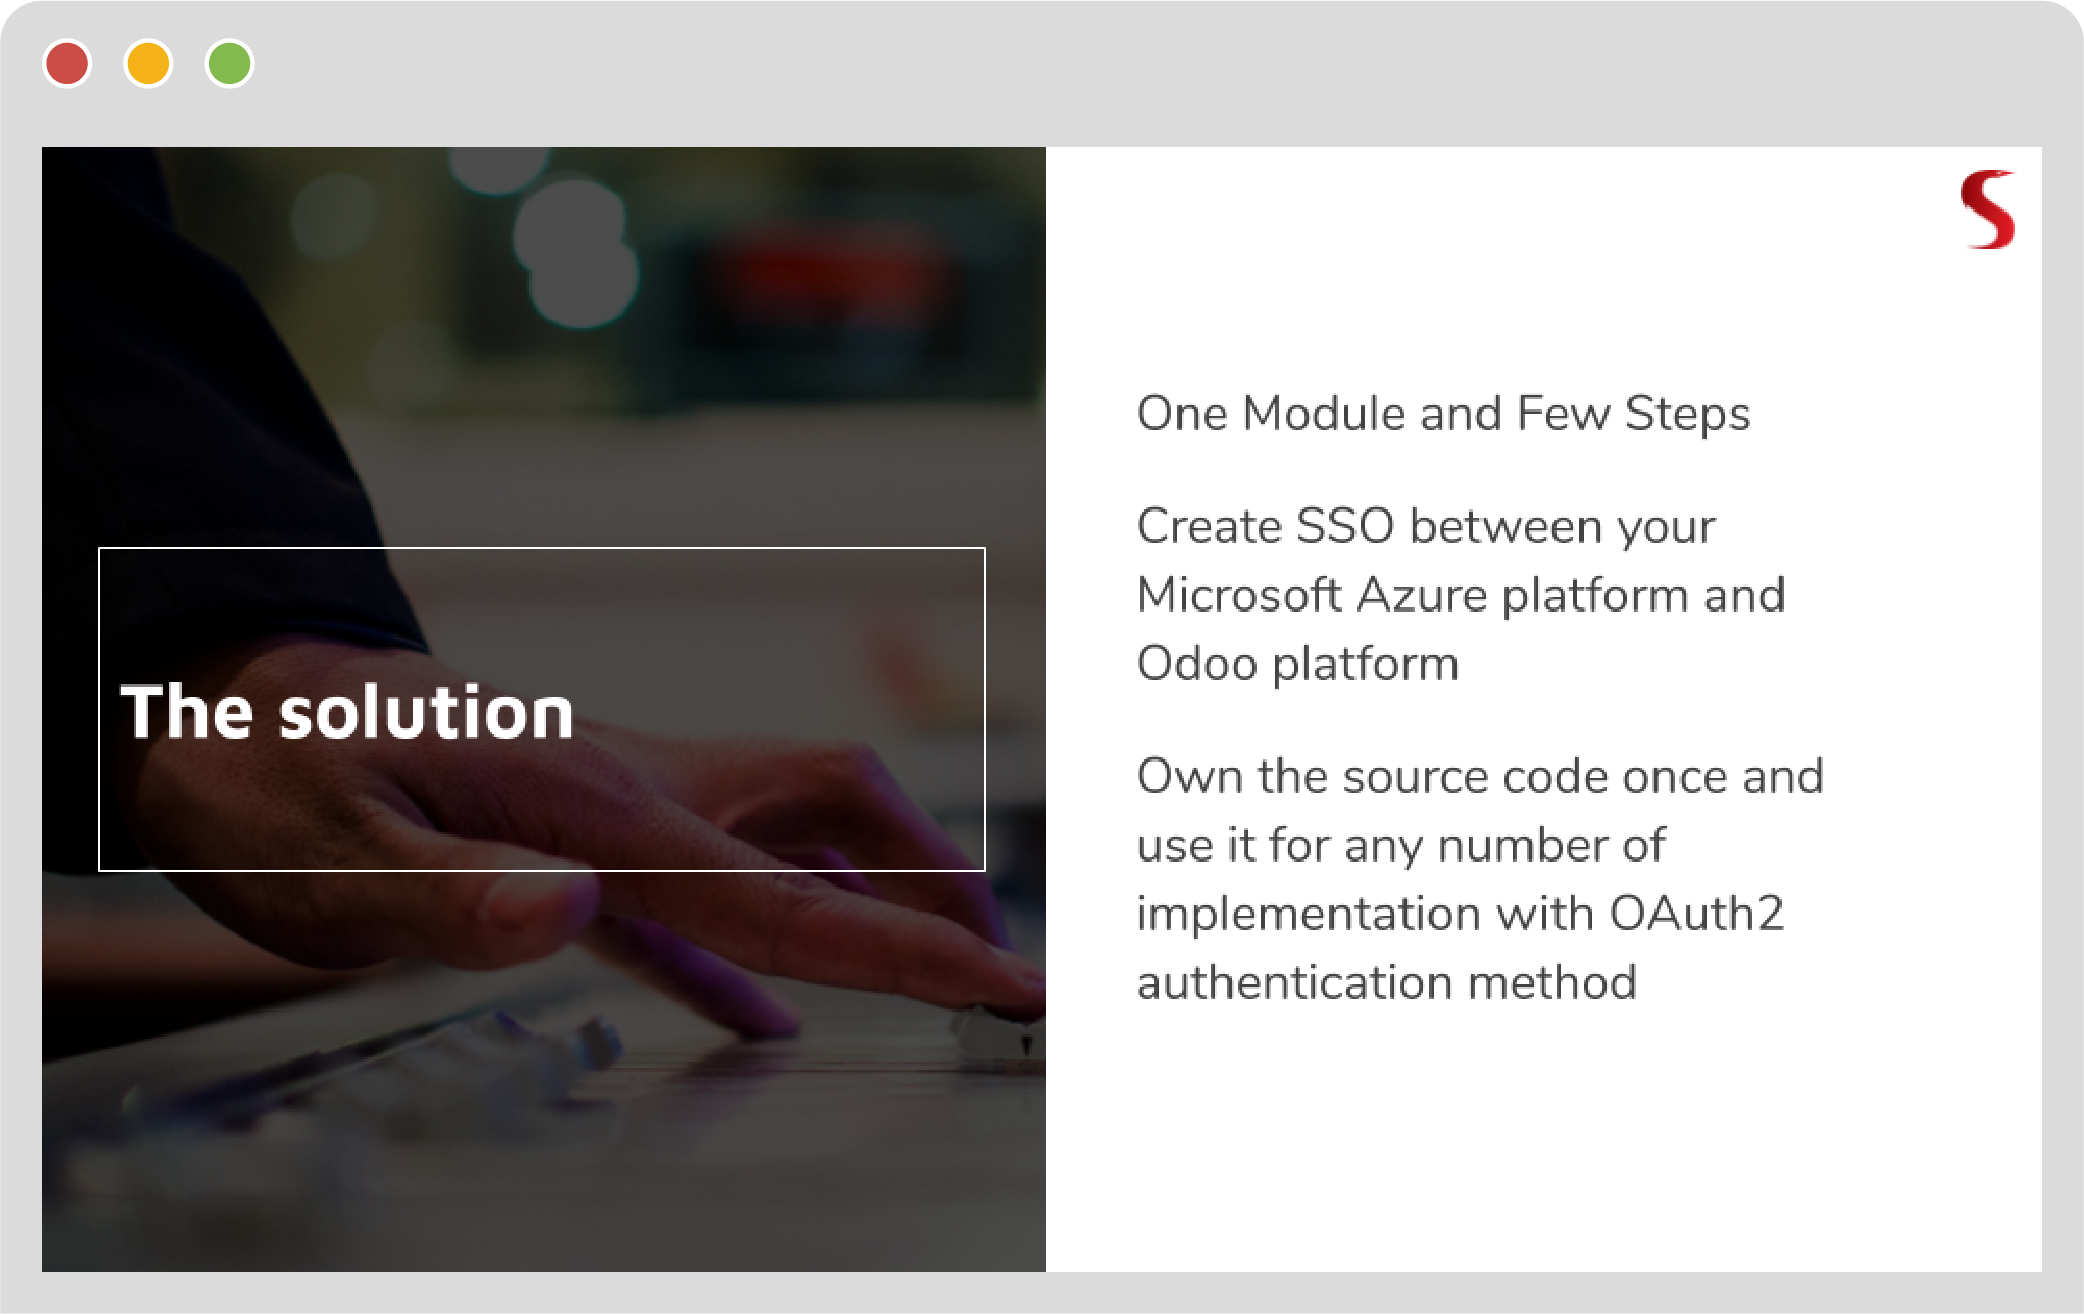 The solution
One Module and Few Steps
Create SSO between your
Microsoft Azure platform and
Odoo platform
Own the source code once and
use it for any number of
implementation with OAuth2
authentication method